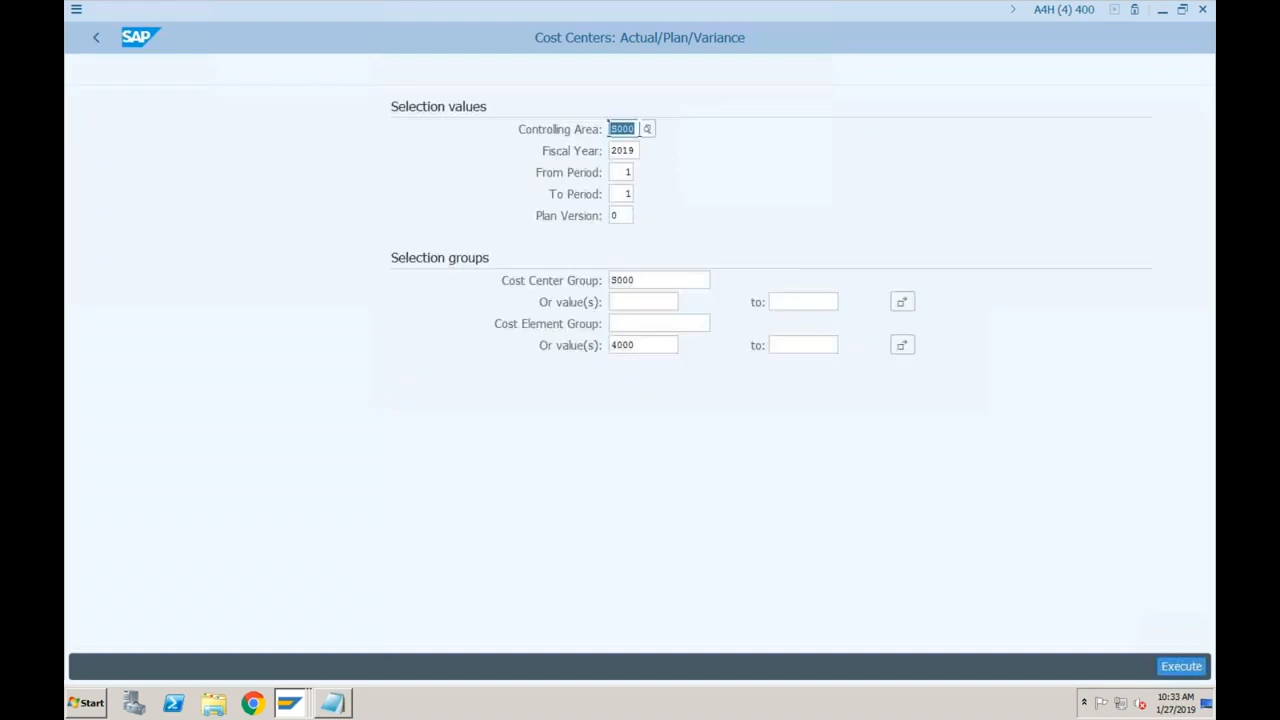 A4H (4) 400
SAP
Cost Centers: Actual/Plan/Variance
Selection values
Controlling Area: S000
Fiscal Year: 2019
From Period: 1
To Period: 1
Plan Version: 0
Selection groups
Cost Center Group: S000
Or value(s): to:
Cost Element Group:
Or value(s): 4000 to:
Execute
Start
10:33 AM
1/27/2019